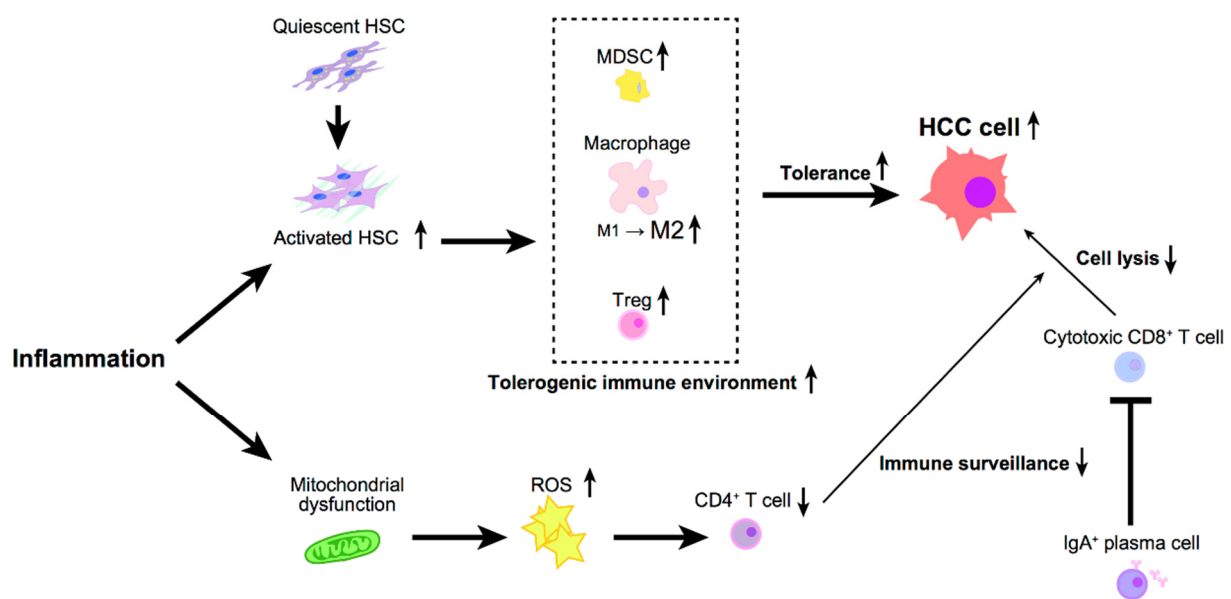 Quiescent HSC
Activated HSC ↑
Inflammation
MDSC ↑
Macrophage
M1 → M2 ↑
Treg ↑
Tolerogenic immune environment ↑
Tolerance ↑
HCC cell ↑
Cell lysis ↓
Cytotoxic CD8⁺ T cell
Immune surveillance ↓
IgA⁺ plasma cell
Mitochondrial
dysfunction
ROS ↑
CD4⁺ T cell ↓